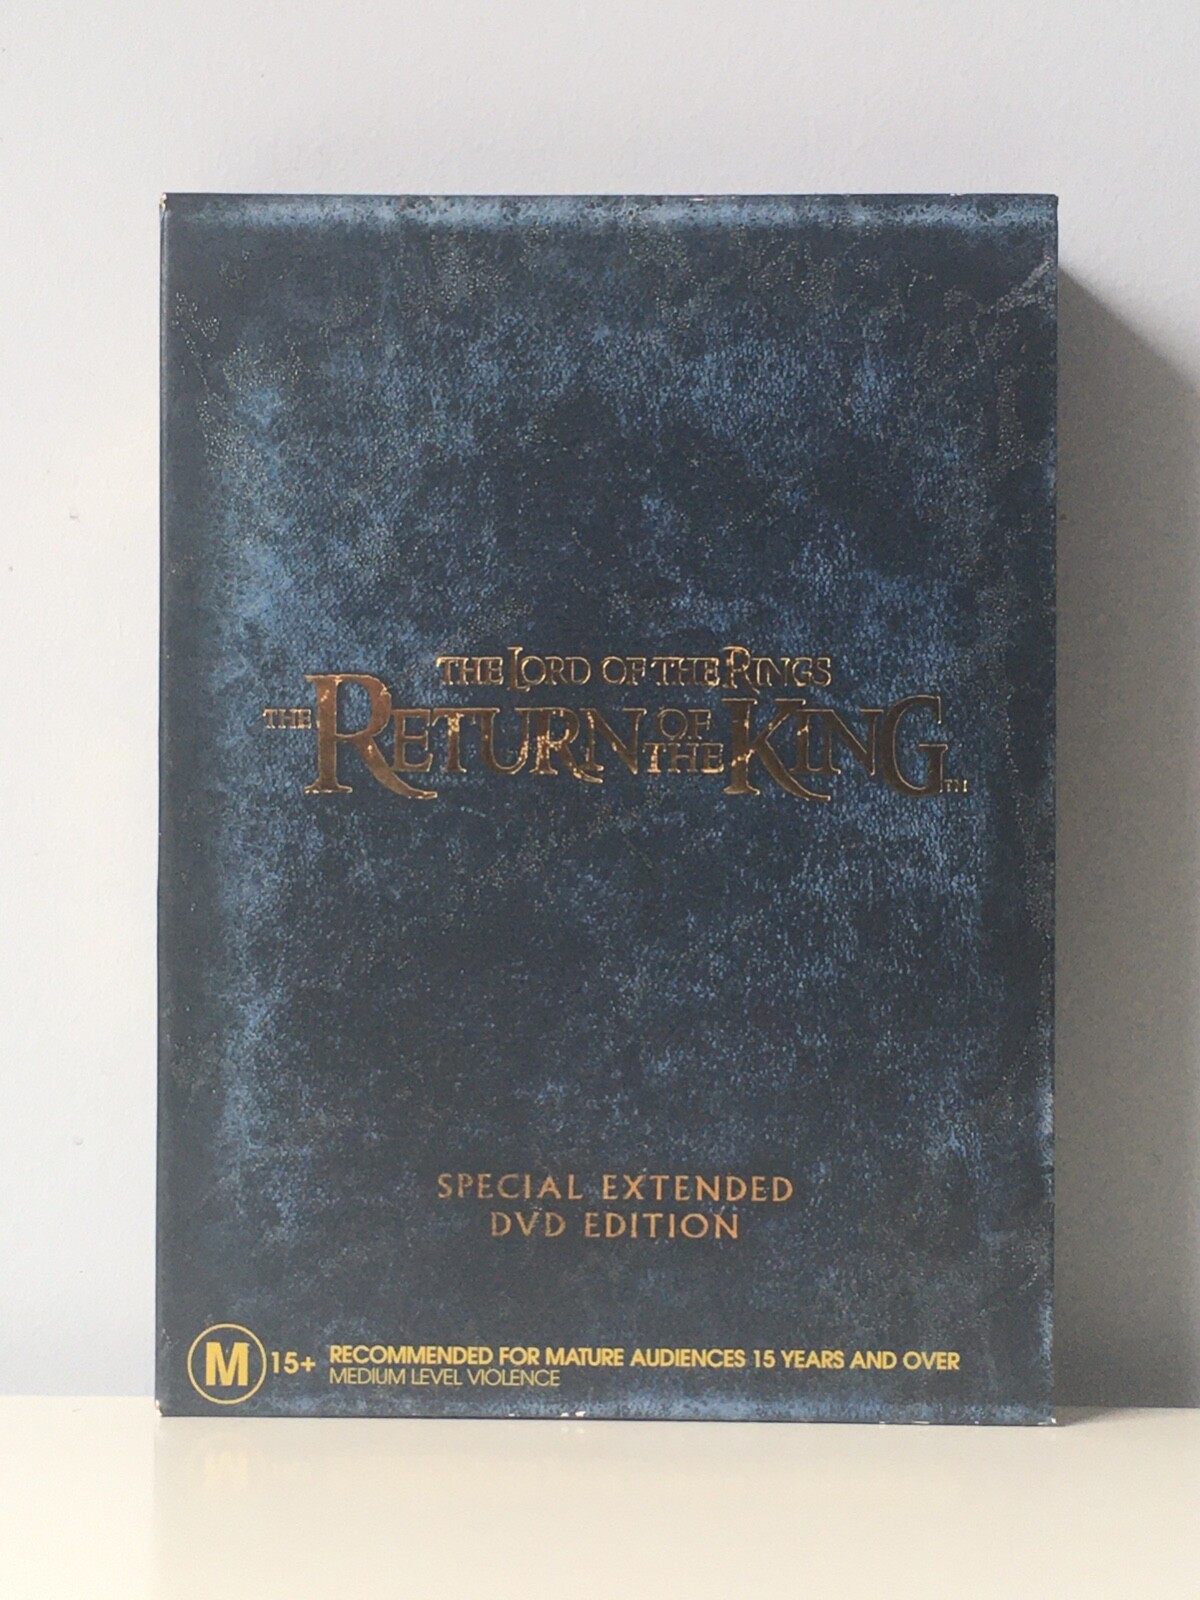 THE LORD OF THE RINGS
THE RETURN OF THE KING™
SPECIAL EXTENDED
DVD EDITION
M 15+ RECOMMENDED FOR MATURE AUDIENCES 15 YEARS AND OVER
MEDIUM LEVEL VIOLENCE